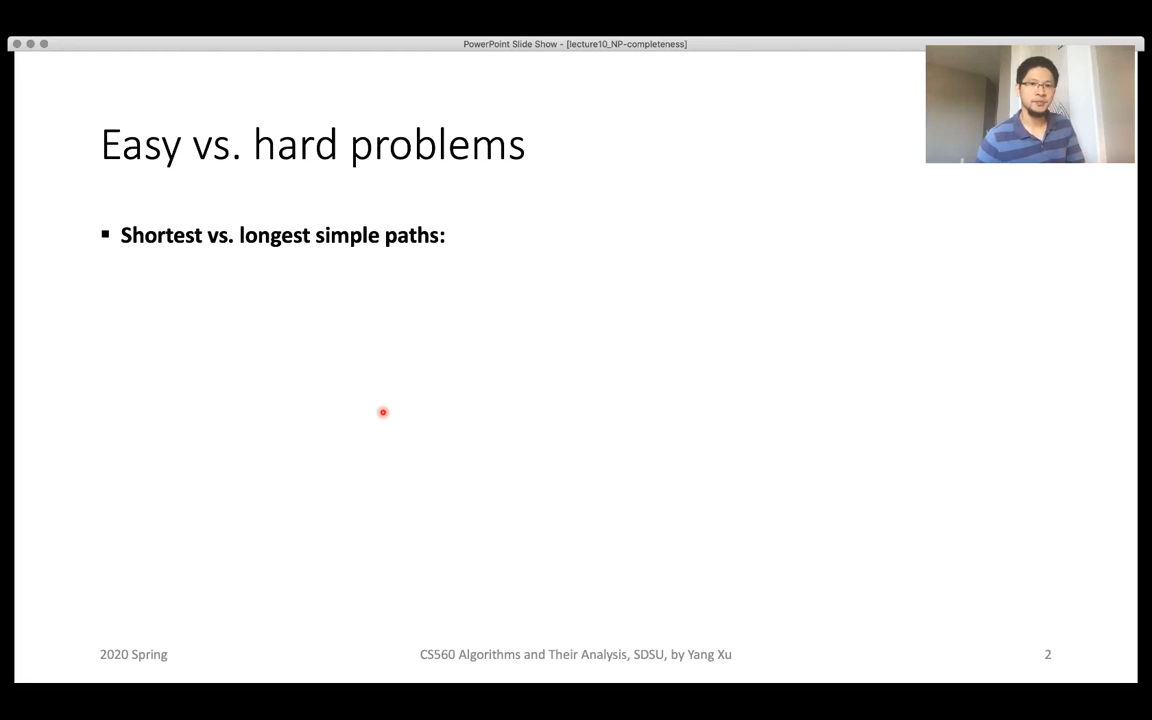 PowerPoint Slide Show - [lecture10_NP-completeness]
Easy vs. hard problems
▪ Shortest vs. longest simple paths:
2020 Spring
CS560 Algorithms and Their Analysis, SDSU, by Yang Xu
2